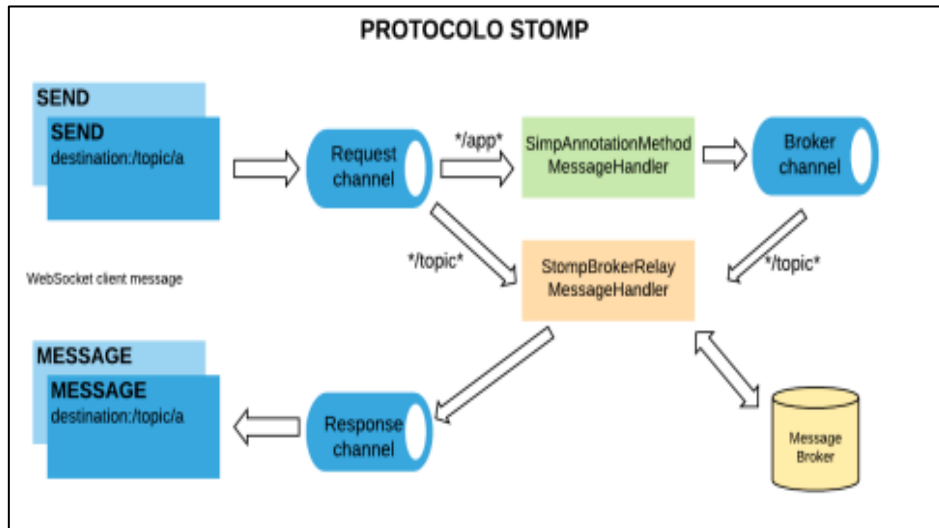 PROTOCOLO STOMP
SEND
SEND
destination:/topic/a
Request
channel
*/app*
SimpAnnotationMethod
MessageHandler
Broker
channel
*/topic*
*/topic*
StompBrokerRelay
MessageHandler
WebSocket client message
MESSAGE
MESSAGE
destination:/topic/a
Response
channel
Message
Broker